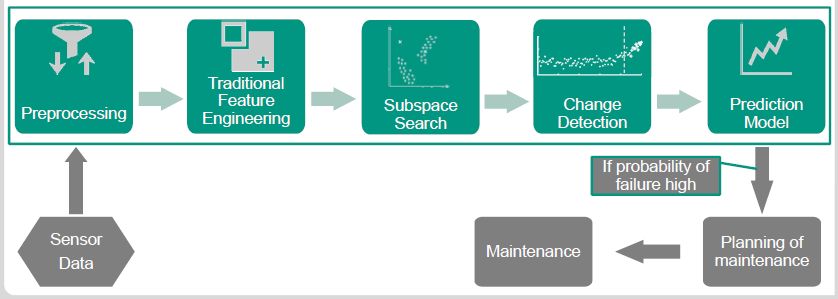 Preprocessing
Traditional
Feature
Engineering
Subspace
Search
Change
Detection
Prediction
Model
If probability of
failure high
Sensor
Data
Maintenance
Planning of
maintenance